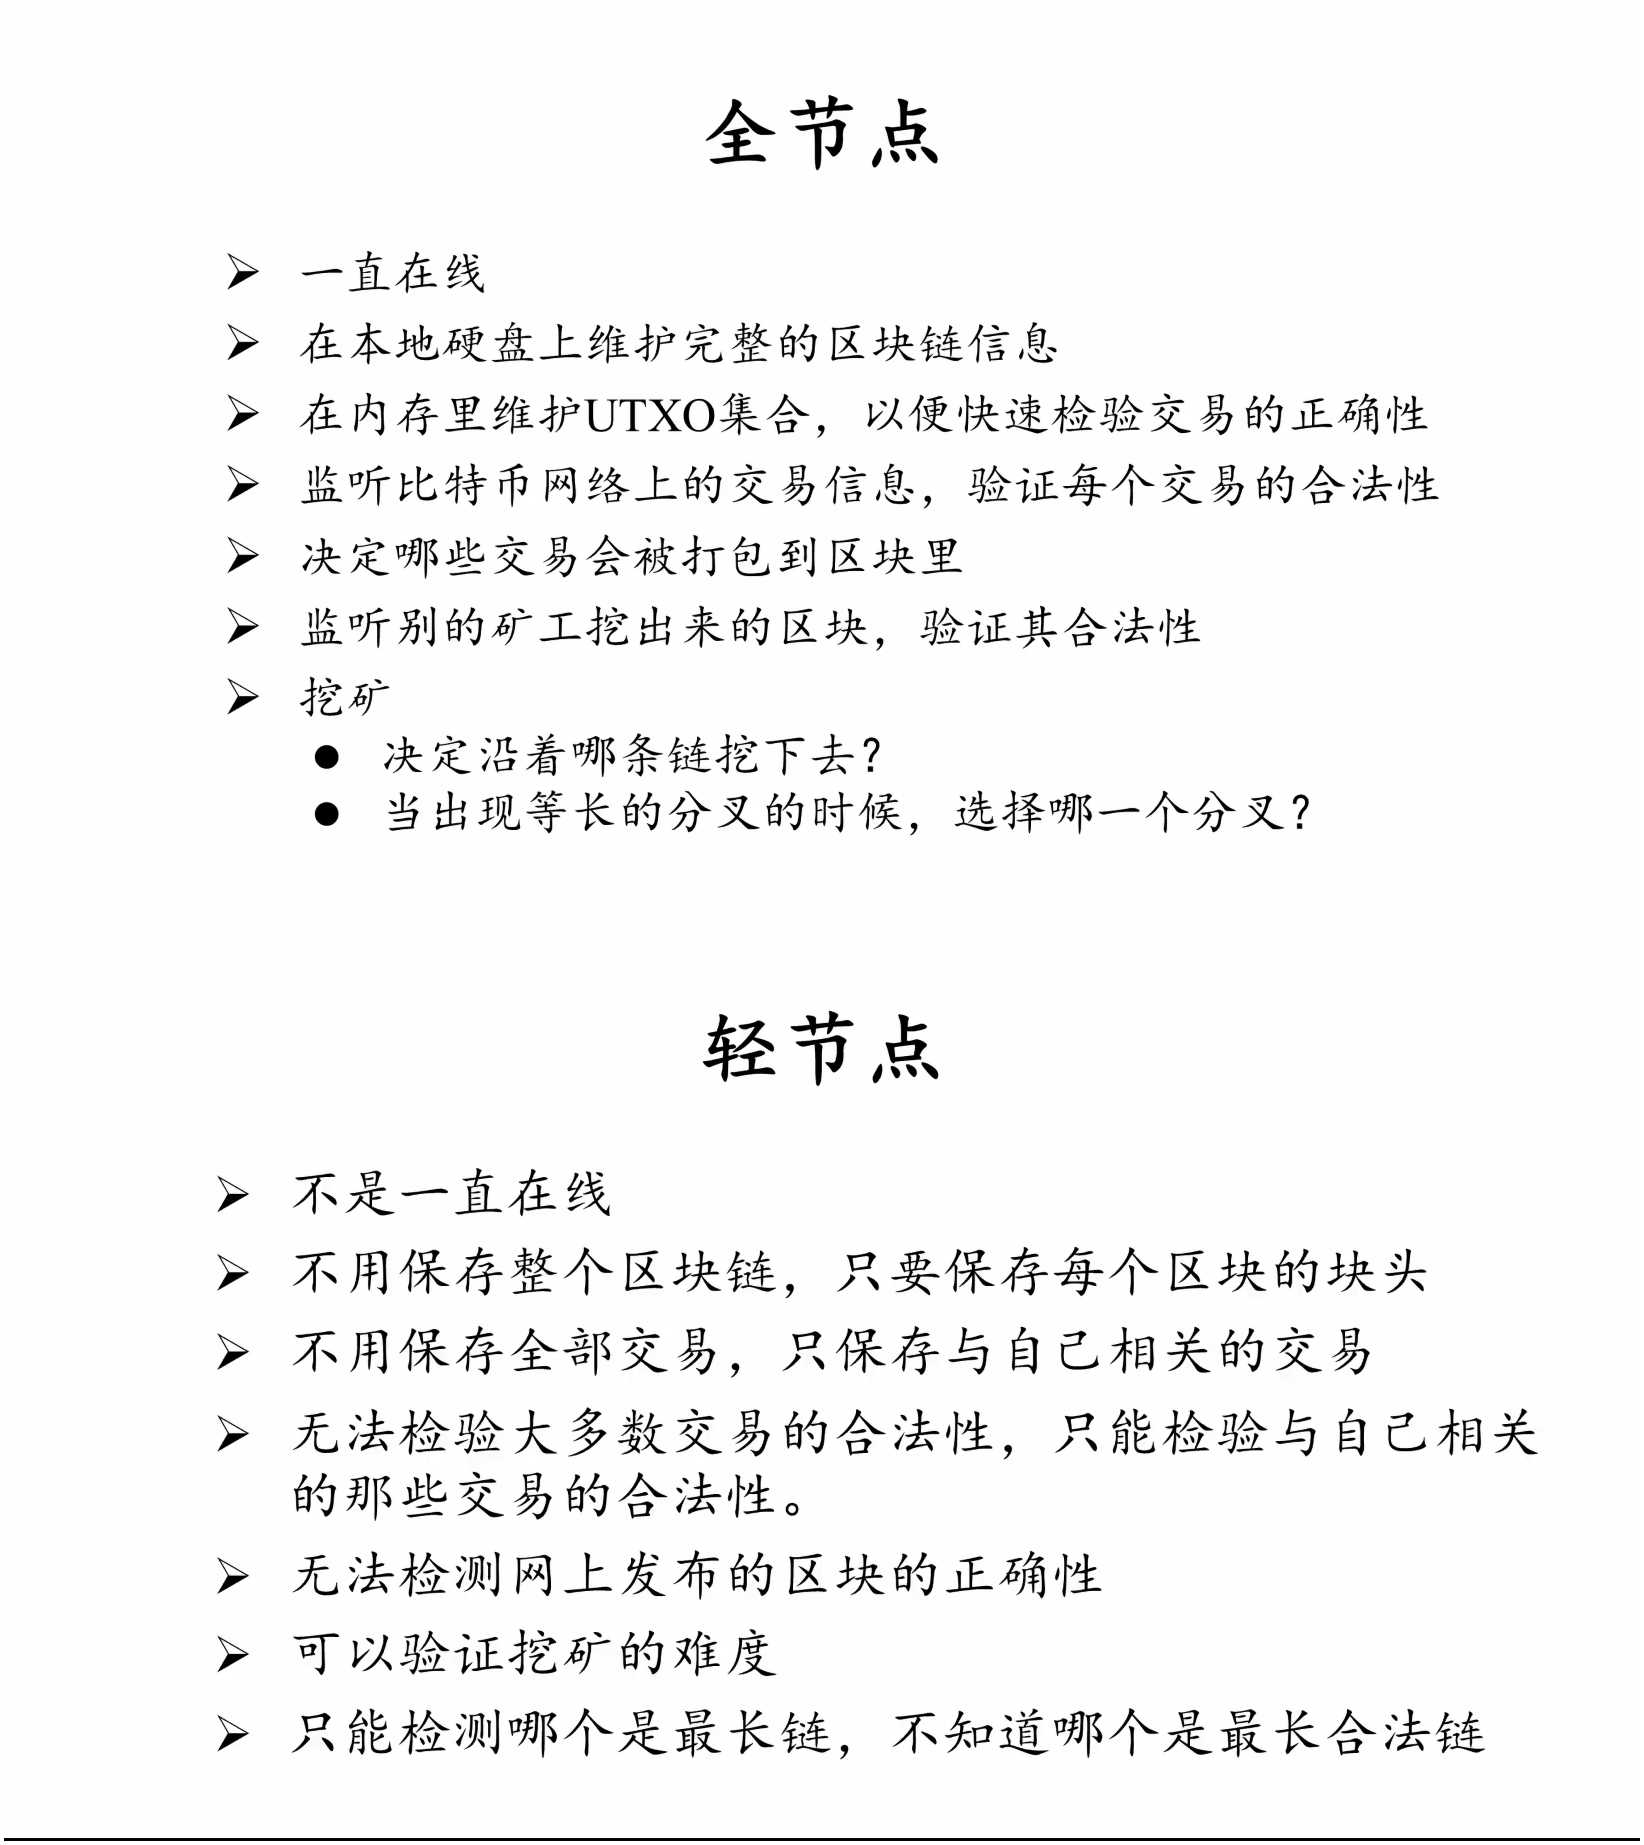 全节点
➢ 一直在线
➢ 在本地硬盘上维护完整的区块链信息
➢ 在内存里维护UTXO集合，以便快速检验交易的正确性
➢ 监听比特币网络上的交易信息，验证每个交易的合法性
➢ 决定哪些交易会被打包到区块里
➢ 监听别的矿工挖出来的区块，验证其合法性
➢ 挖矿
● 决定沿着哪条链挖下去？
● 当出现等长的分叉的时候，选择哪一个分叉？
轻节点
➢ 不是一直在线
➢ 不用保存整个区块链，只要保存每个区块的块头
➢ 不用保存全部交易，只保存与自己相关的交易
➢ 无法检验大多数交易的合法性，只能检验与自己相关
的那些交易的合法性。
➢ 无法检测网上发布的区块的正确性
➢ 可以验证挖矿的难度
➢ 只能检测哪个是最长链，不知道哪个是最长合法链